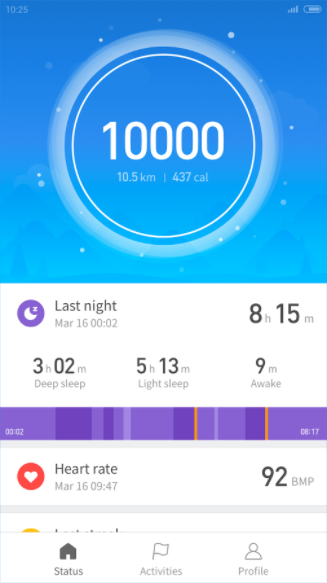 10:25
10000
10.5 km | 437 cal
Last night
Mar 16 00:02
8 h 15 m
3 h 02 m
Deep sleep
5 h 13 m
Light sleep
9 m
Awake
00:02
08:17
Heart rate
Mar 16 09:47
92 BMP
Status
Activities
Profile